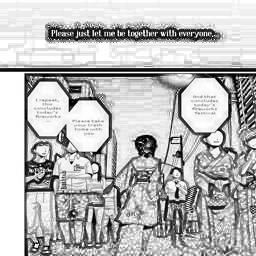 Please just let me be together with everyone...
I repeat,
this
concludes
today's
fireworks
Please take
your trash
home with
you
And that
concludes
today's
fireworks
festival